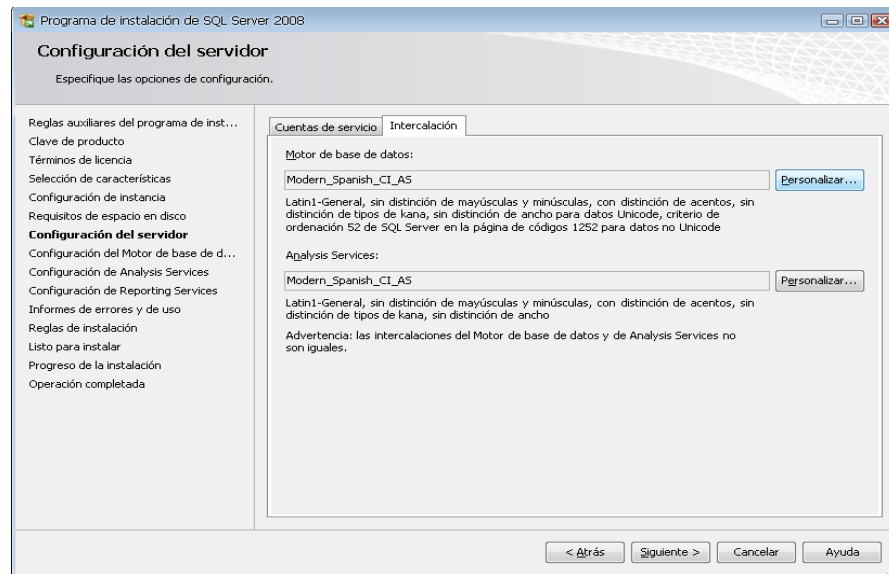 Programa de instalación de SQL Server 2008
Configuración del servidor
Especifique las opciones de configuración.
Reglas auxiliares del programa de inst...
Clave de producto
Términos de licencia
Selección de características
Configuración de instancia
Requisitos de espacio en disco
Configuración del servidor
Configuración del Motor de base de d...
Configuración de Analysis Services
Configuración de Reporting Services
Informes de errores y de uso
Reglas de instalación
Listo para instalar
Progreso de la instalación
Operación completada
Cuentas de servicio
Intercalación
Motor de base de datos:
Modern_Spanish_CI_AS
Personalizar...
Latin1-General, sin distinción de mayúsculas y minúsculas, con distinción de acentos, sin
distinción de tipos de kana, sin distinción de ancho para datos Unicode, criterio de
ordenación 52 de SQL Server en la página de códigos 1252 para datos no Unicode
Analysis Services:
Modern_Spanish_CI_AS
Personalizar...
Latin1-General, sin distinción de mayúsculas y minúsculas, con distinción de acentos, sin
distinción de tipos de kana, sin distinción de ancho
Advertencia: las intercalaciones del Motor de base de datos y de Analysis Services no
son iguales.
< Atrás
Siguiente >
Cancelar
Ayuda